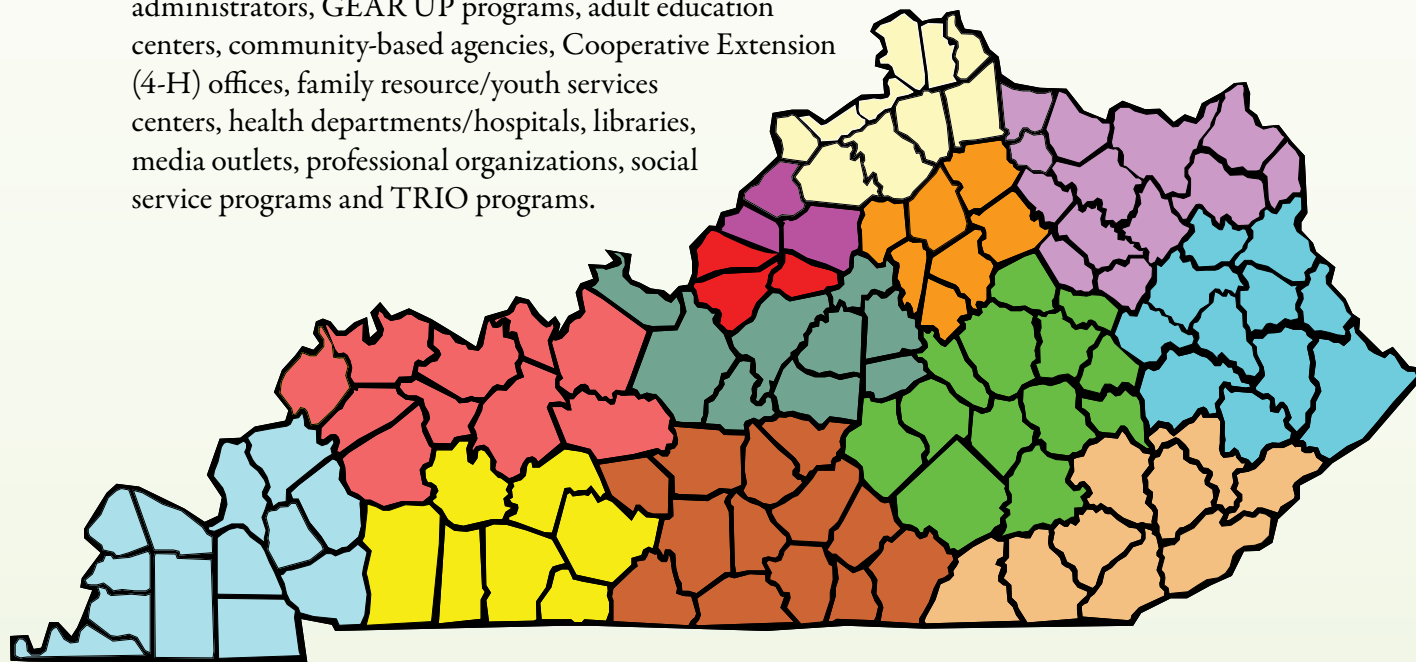 administrators, GEAR UP programs, adult education
centers, community-based agencies, Cooperative Extension
(4-H) offices, family resource/youth services
centers, health departments/hospitals, libraries,
media outlets, professional organizations, social
service programs and TRIO programs.